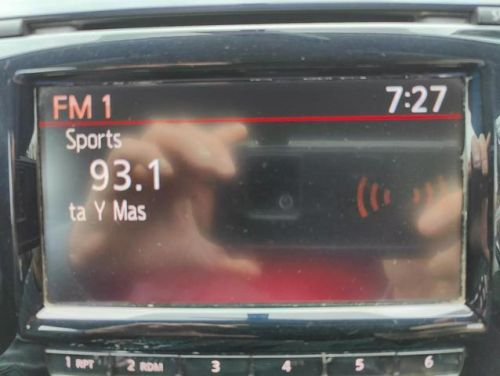 FM 1
7:27
Sports
93.1
ta Y Mas
1 RPT 2 RDM 3 4 5 6